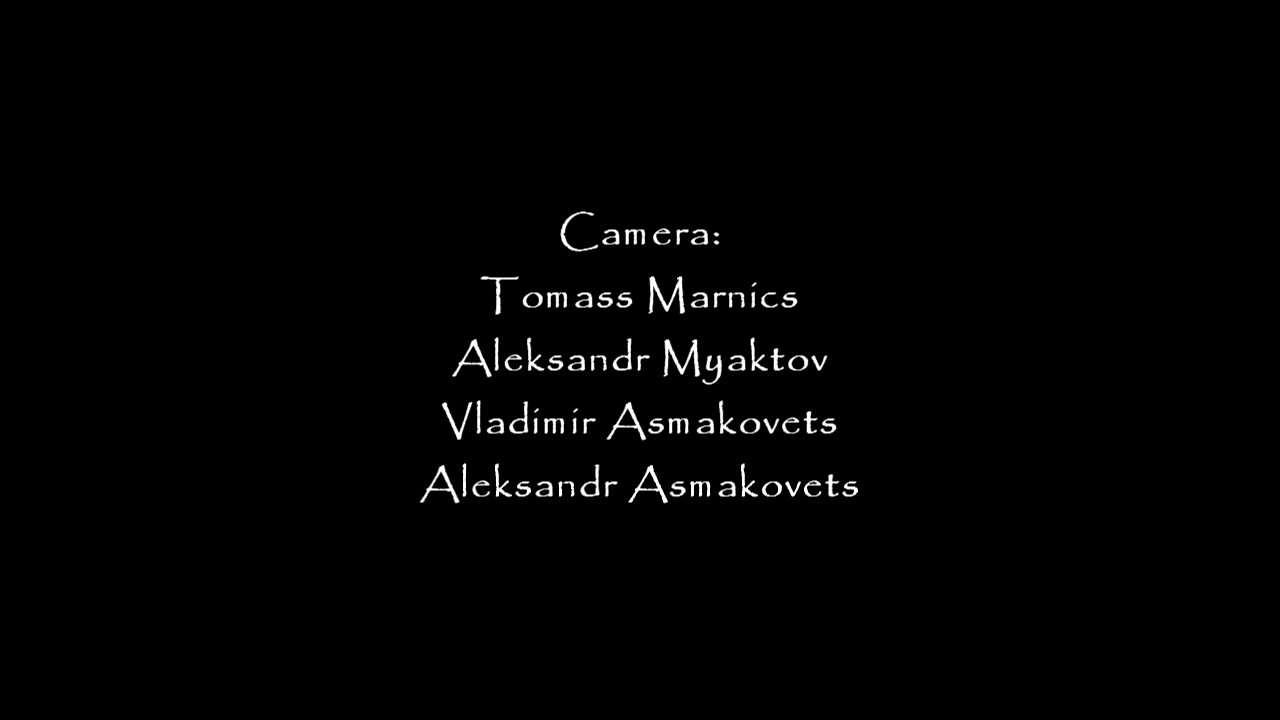 Camera:
Tomass Marnics
Aleksandr Myaktov
Vladimir Asmakovets
Aleksandr Asmakovets